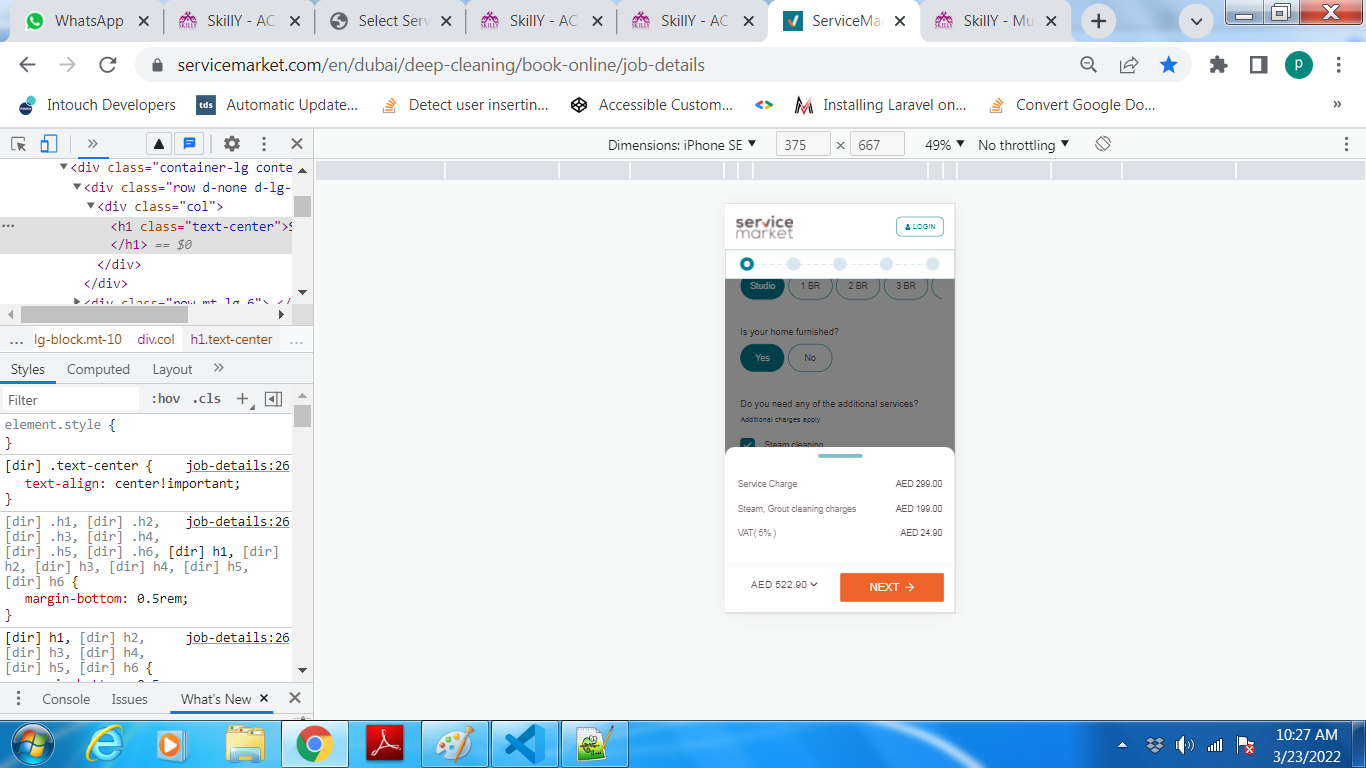 WhatsApp
SkillY - AC
Select Serv
SkillY - AC
SkillY - AC
ServiceMar
SkillY - Mu
servicemarket.com/en/dubai/deep-cleaning/book-online/job-details
p
Intouch Developers
tds
Automatic Update...
Detect user insertin...
Accessible Custom...
Installing Laravel on...
Convert Google Do...
»
Dimensions: iPhone SE
375 × 667
49%
No throttling
<div class="container-lg conte
<div class="row d-none d-lg-
<div class="col">
<h1 class="text-center">S
</h1> == $0
</div>
</div>
<div class="row mt-lg-6"> </
... lg-block.mt-10 div.col h1.text-center ...
Styles Computed Layout »
Filter :hov .cls +
element.style {
}
[dir] .text-center { job-details:26
text-align: center!important;
}
[dir] .h1, [dir] .h2, job-details:26
[dir] .h3, [dir] .h4,
[dir] .h5, [dir] .h6, [dir] h1, [dir]
h2, [dir] h3, [dir] h4, [dir] h5,
[dir] h6 {
margin-bottom: 0.5rem;
}
[dir] h1, [dir] h2, job-details:26
[dir] h3, [dir] h4,
[dir] h5, [dir] h6 {
Console Issues What's New
service
market
LOGIN
Studio 1 BR 2 BR 3 BR
Is your home furnished?
Yes No
Do you need any of the additional services?
Additional charges apply
Steam cleaning
Service Charge AED 299.00
Steam, Grout cleaning charges AED 199.00
VAT( 5% ) AED 24.90
AED 522.90 NEXT →
10:27 AM
3/23/2022